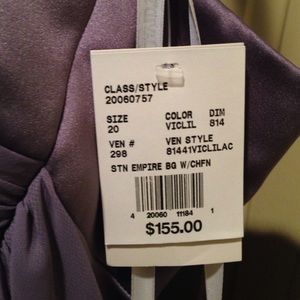 CLASS/STYLE
20060757
SIZE COLOR DIM
20 VICLIL 814
VEN # VEN STYLE
298 81441VICLILAC
STN EMPIRE BG W/CHFN
4 20060 11184 1
$155.00